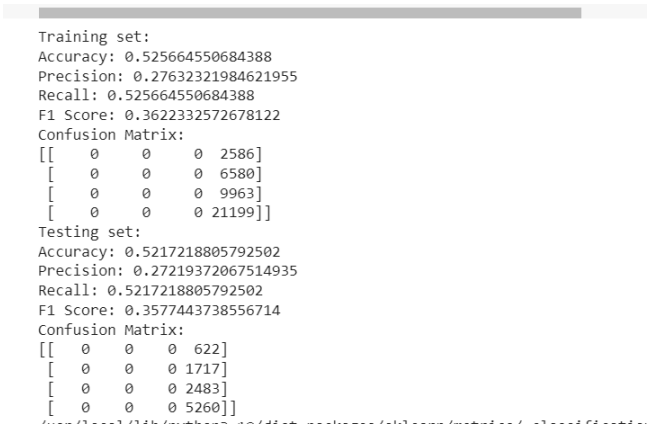 Training set:
Accuracy: 0.525664550684388
Precision: 0.27632321984621955
Recall: 0.525664550684388
F1 Score: 0.3622332572678122
Confusion Matrix:
[[    0     0     0  2586]
 [    0     0     0  6580]
 [    0     0     0  9963]
 [    0     0     0 21199]]
Testing set:
Accuracy: 0.5217218805792502
Precision: 0.27219372067514935
Recall: 0.5217218805792502
F1 Score: 0.3577443738556714
Confusion Matrix:
[[   0    0    0  622]
 [   0    0    0 1717]
 [   0    0    0 2483]
 [   0    0    0 5260]]